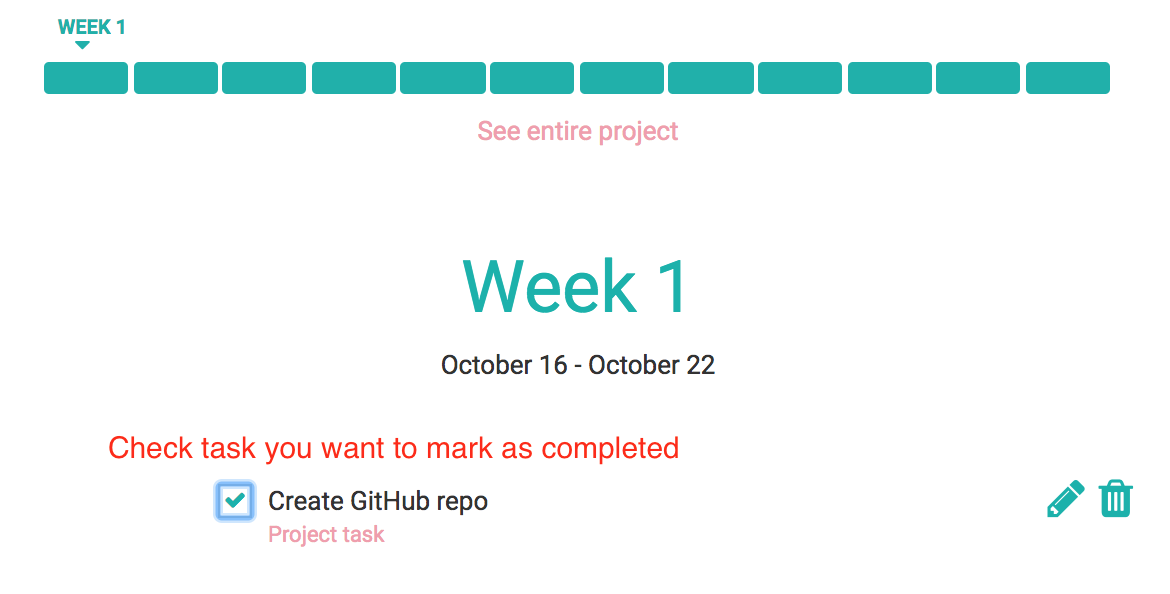 WEEK 1
See entire project
Week 1
October 16 - October 22
Check task you want to mark as completed
Create GitHub repo
Project task